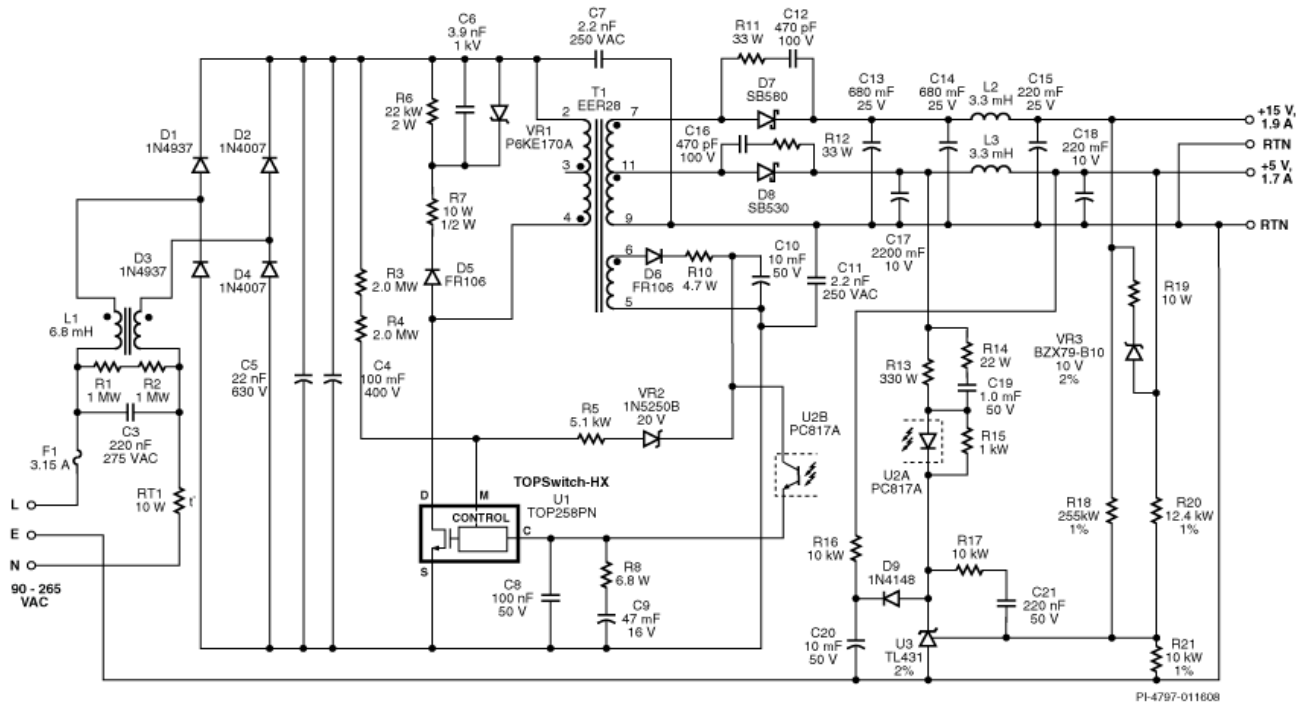 C7
2.2 nF
250 VAC
C6
3.9 nF
1 kV
R11
33 W
C12
470 pF
100 V
T1
EER28
D7
SB580
C13
680 mF
25 V
C14
680 mF
25 V
L2
3.3 mH
C15
220 mF
25 V
R6
22 kW
2 W
VR1
P6KE170A
2
7
C16
470 pF
100 V
R12
33 W
L3
3.3 mH
C18
220 mF
10 V
+15 V,
1.9 A
RTN
+5 V,
1.7 A
RTN
D1
1N4937
D2
1N4007
3
11
D8
SB530
R7
10 W
1/2 W
4
9
C17
2200 mF
10 V
D3
1N4937
D4
1N4007
D5
FR106
6
D6
FR106
R10
4.7 W
5
C10
10 mF
50 V
C11
2.2 nF
250 VAC
R3
2.0 MW
R4
2.0 MW
R19
10 W
VR3
BZX79-B10
10 V
2%
L1
6.8 mH
R1
1 MW
R2
1 MW
C5
22 nF
630 V
C4
100 mF
400 V
R13
330 W
R14
22 W
C19
1.0 mF
50 V
C3
220 nF
275 VAC
R5
5.1 kW
VR2
1N5250B
20 V
U2B
PC817A
R15
1 kW
U2A
PC817A
F1
3.15 A
RT1
10 W
t°
L
E
N
90 - 265
VAC
D
M
TOPSwitch-HX
U1
TOP258PN
CONTROL
C
S
R18
255kW
1%
R20
12.4 kW
1%
R16
10 kW
R17
10 kW
D9
1N4148
C8
100 nF
50 V
R8
6.8 W
C9
47 mF
16 V
C21
220 nF
50 V
C20
10 mF
50 V
U3
TL431
2%
R21
10 kW
1%
PI-4797-011608